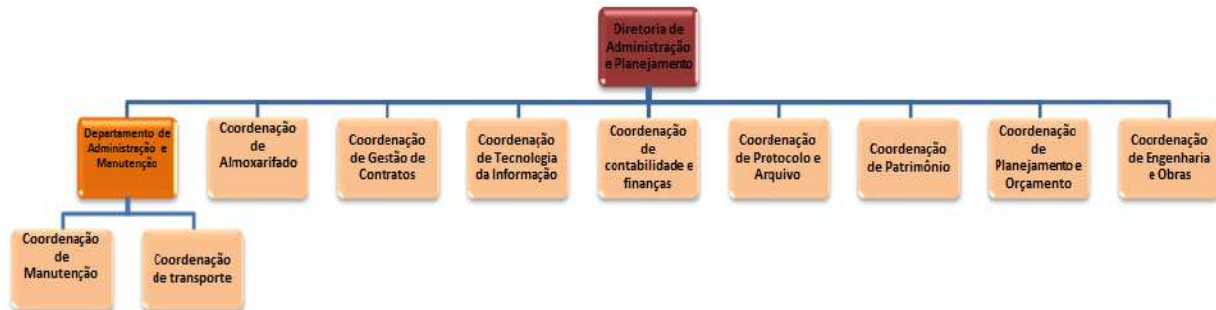 Diretoria de
Administração
e Planejamento
Departamento de
Administração e
Manutenção
Coordenação
de
Almoxarifado
Coordenação
de Gestão de
Contratos
Coordenação
de Tecnologia
da Informação
Coordenação
de
contabilidade e
finanças
Coordenação
de Protocolo e
Arquivo
Coordenação
de Patrimônio
Coordenação
de
Planejamento e
Orçamento
Coordenação
de Engenharia
e Obras
Coordenação
de
Manutenção
Coordenação
de transporte